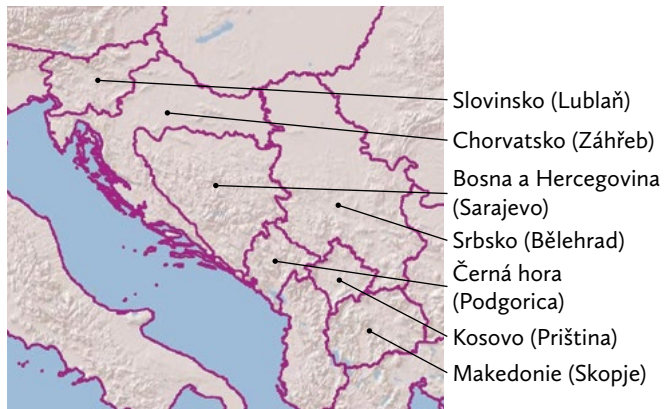 Slovinsko (Lublaň)
Chorvatsko (Záhřeb)
Bosna a Hercegovina
(Sarajevo)
Srbsko (Bělehrad)
Černá hora
(Podgorica)
Kosovo (Priština)
Makedonie (Skopje)